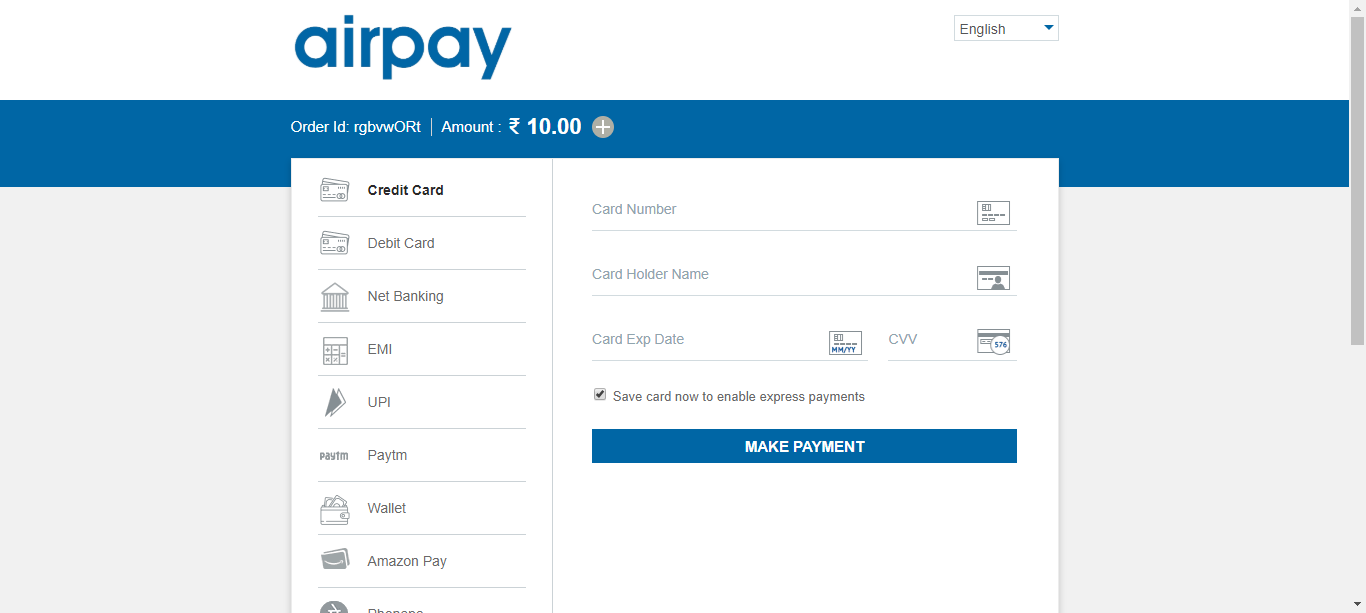 airpay
English
Order Id: rgbvwORt Amount : ₹ 10.00
Credit Card
Debit Card
Net Banking
EMI
UPI
paytm Paytm
Wallet
Amazon Pay
Phonepe
Card Number
Card Holder Name
Card Exp Date
MM/YY
CVV
576
Save card now to enable express payments
MAKE PAYMENT